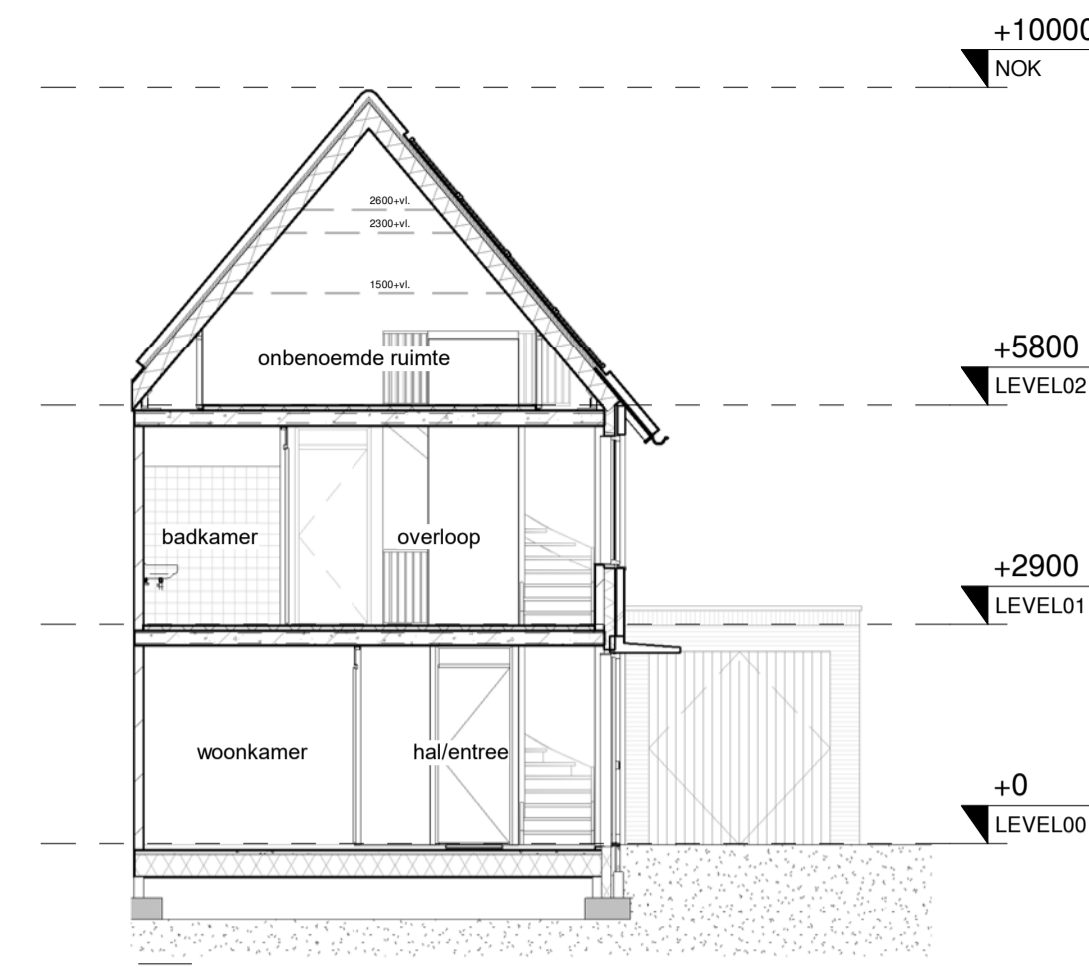 +10000
NOK
2600+vl.
2300+vl.
1500+vl.
onbenoemde ruimte
+5800
LEVEL02
badkamer
overloop
+2900
LEVEL01
woonkamer
hal/entree
+0
LEVEL00